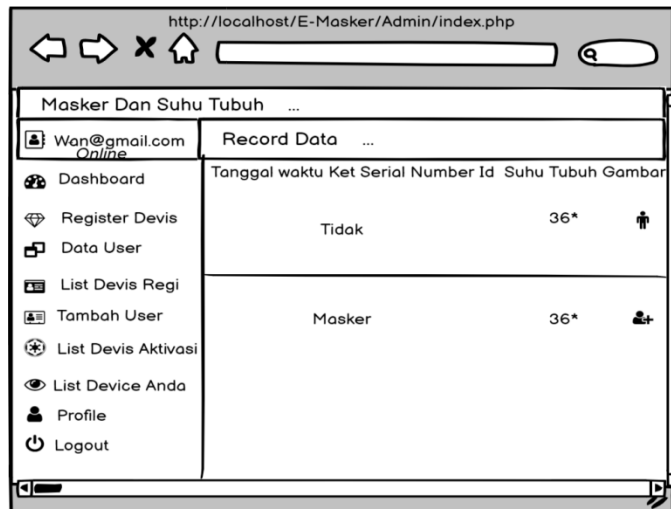 http://localhost/E-Masker/Admin/index.php
Masker Dan Suhu Tubuh ...
Wan@gmail.com
Online
Record Data ...
Dashboard
Register Devis
Data User
List Devis Regi
Tambah User
List Devis Aktivasi
List Device Anda
Profile
Logout
Tanggal waktu Ket Serial Number Id Suhu Tubuh Gambar
Tidak 36*
Masker 36*